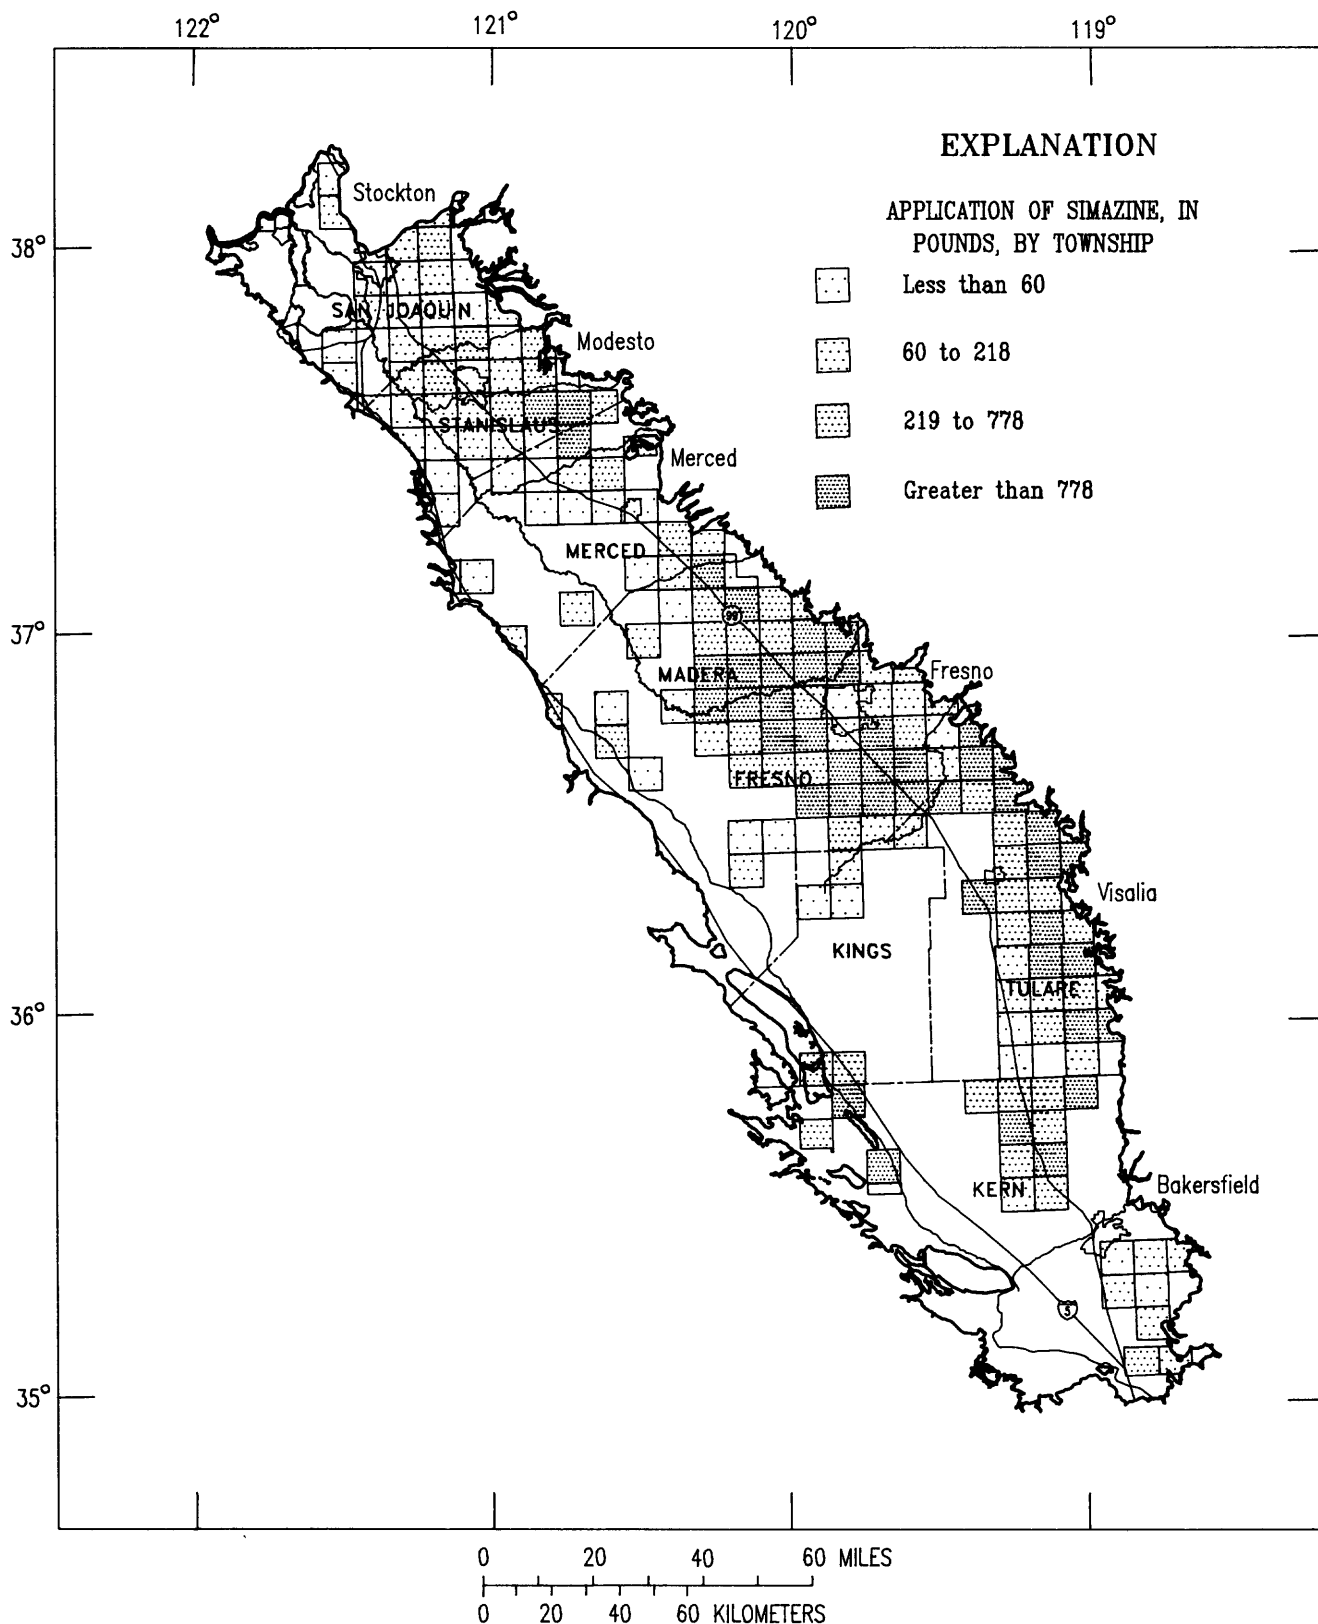 122° 121° 120° 119°
EXPLANATION
APPLICATION OF SIMAZINE, IN
POUNDS, BY TOWNSHIP
Less than 60
60 to 218
219 to 778
Greater than 778
Stockton
38°
SAN JOAQUIN
Modesto
STANISLAUS
Merced
MERCED
99
37°
MADERA
Fresno
FRESNO
Visalia
KINGS
TULARE
36°
KERN
Bakersfield
5
35°
0 20 40 60 MILES
0 20 40 60 KILOMETERS